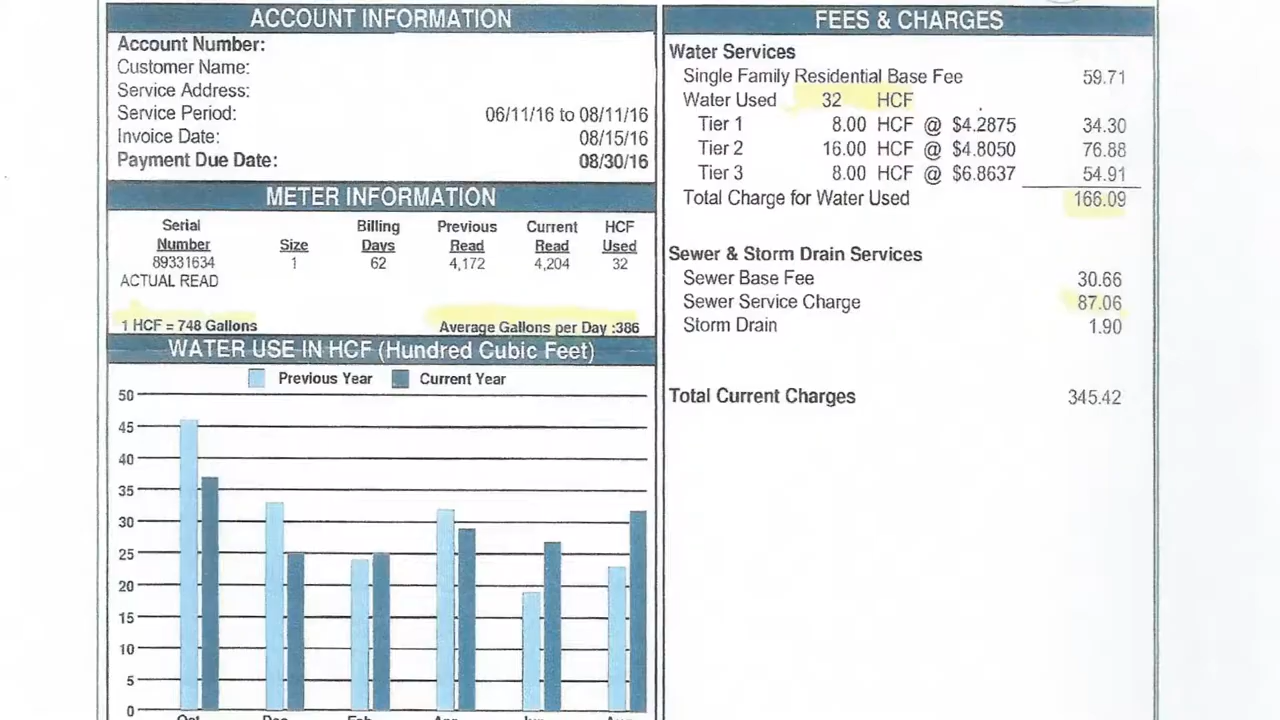 ACCOUNT INFORMATION
Account Number:
Customer Name:
Service Address:
Service Period: 06/11/16 to 08/11/16
Invoice Date: 08/15/16
Payment Due Date: 08/30/16
METER INFORMATION
Serial Billing Previous Current HCF
Number Size Days Read Read Used
89331634 1 62 4,172 4,204 32
ACTUAL READ
1 HCF = 748 Gallons Average Gallons per Day :386
WATER USE IN HCF (Hundred Cubic Feet)
Previous Year Current Year
50
45
40
35
30
25
20
15
10
5
0
FEES & CHARGES
Water Services
Single Family Residential Base Fee 59.71
Water Used 32 HCF
Tier 1 8.00 HCF @ $4.2875 34.30
Tier 2 16.00 HCF @ $4.8050 76.88
Tier 3 8.00 HCF @ $6.8637 54.91
Total Charge for Water Used 166.09
Sewer & Storm Drain Services
Sewer Base Fee 30.66
Sewer Service Charge 87.06
Storm Drain 1.90
Total Current Charges 345.42